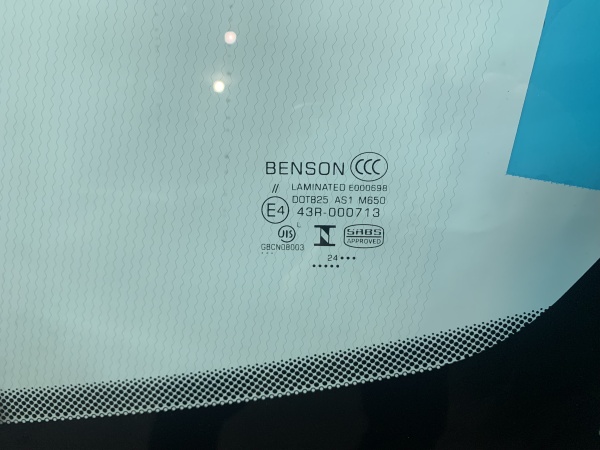 BENSON CCC
// LAMINATED E000698
DOT825 AS1 M650
E4 43R-000713
L
JIS N SABS
APPROVED
GBCN08003
24•••
•••••